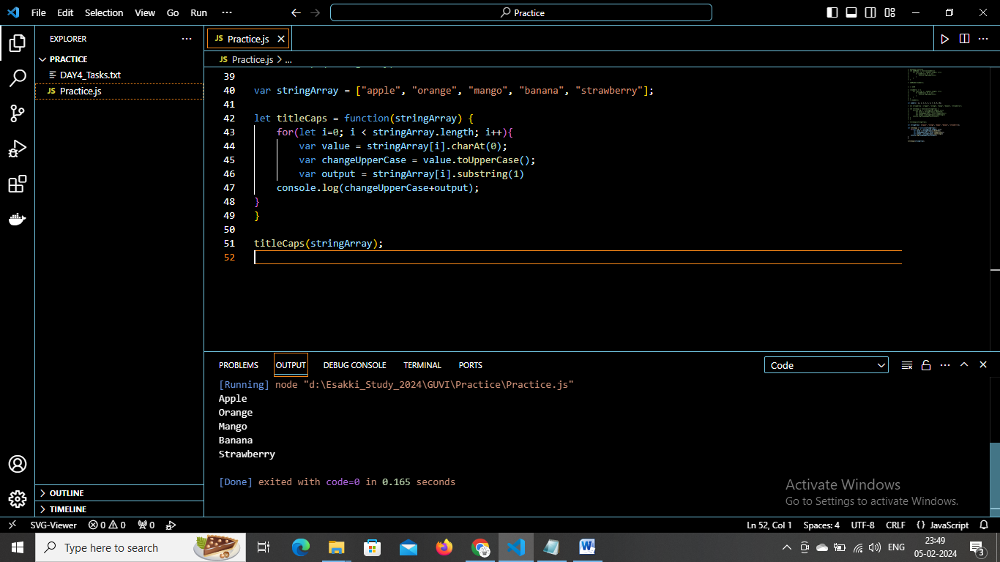 File Edit Selection View Go Run ...
Practice
EXPLORER
PRACTICE
DAY4_Tasks.txt
JS Practice.js
OUTLINE
TIMELINE
JS Practice.js
JS Practice.js > ...
39
40 var stringArray = ["apple", "orange", "mango", "banana", "strawberry"];
41
42 let titleCaps = function(stringArray) {
43 for(let i=0; i < stringArray.length; i++){
44 var value = stringArray[i].charAt(0);
45 var changeUpperCase = value.toUpperCase();
46 var output = stringArray[i].substring(1)
47 console.log(changeUpperCase+output);
48 }
49 }
50
51 titleCaps(stringArray);
52
PROBLEMS OUTPUT DEBUG CONSOLE TERMINAL PORTS Code
[Running] node "d:\Esakki_Study_2024\GUVI\Practice\Practice.js"
Apple
Orange
Mango
Banana
Strawberry
[Done] exited with code=0 in 0.165 seconds
Activate Windows
Go to Settings to activate Windows.
SVG-Viewer 0 0 0 Ln 52, Col 1 Spaces: 4 UTF-8 CRLF {} JavaScript
Type here to search
ENG
23:49
05-02-2024
3